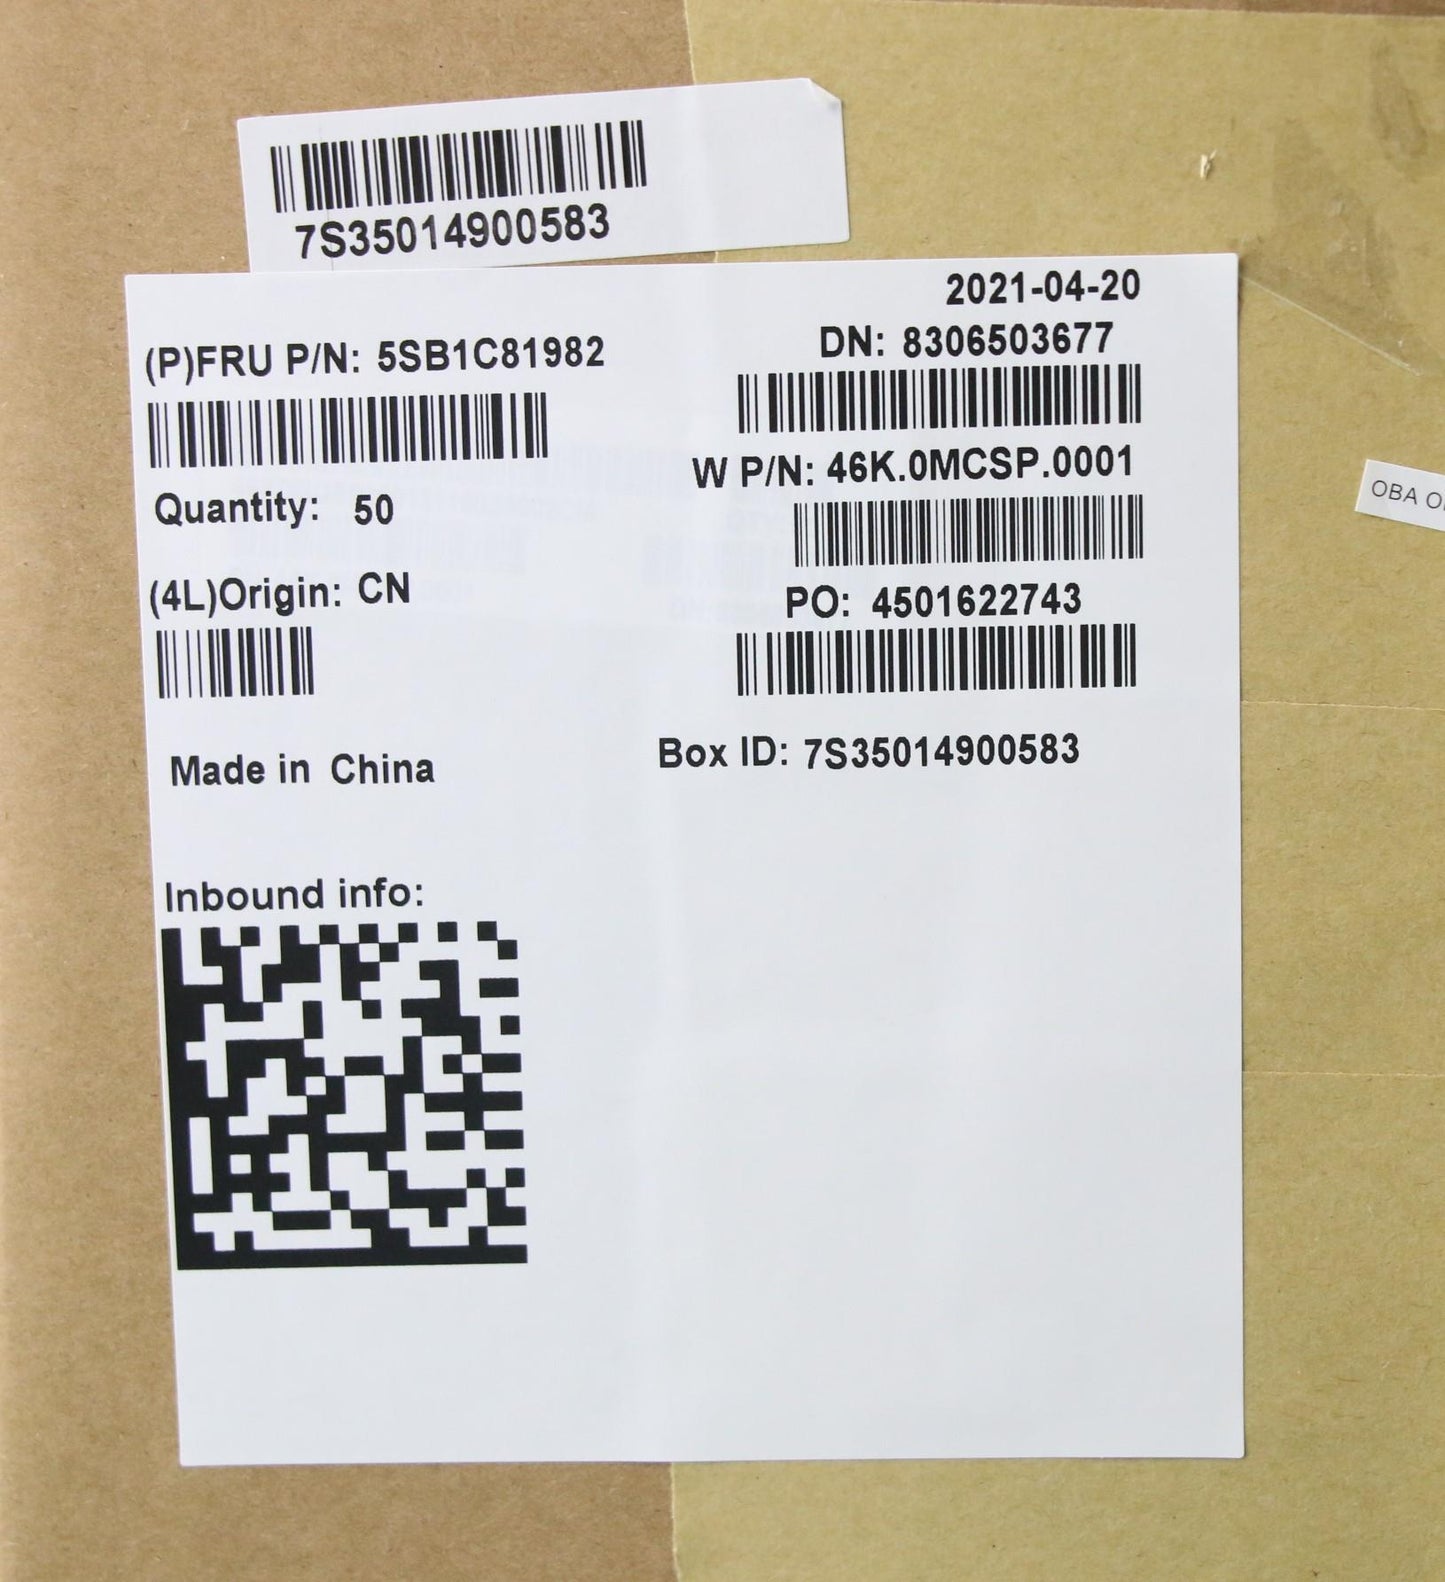 7S35014900583
2021-04-20
(P)FRU P/N: 5SB1C81982
DN: 8306503677
W P/N: 46K.0MCSP.0001
Quantity: 50
(4L)Origin: CN
PO: 4501622743
Made in China
Box ID: 7S35014900583
Inbound info:
OBA